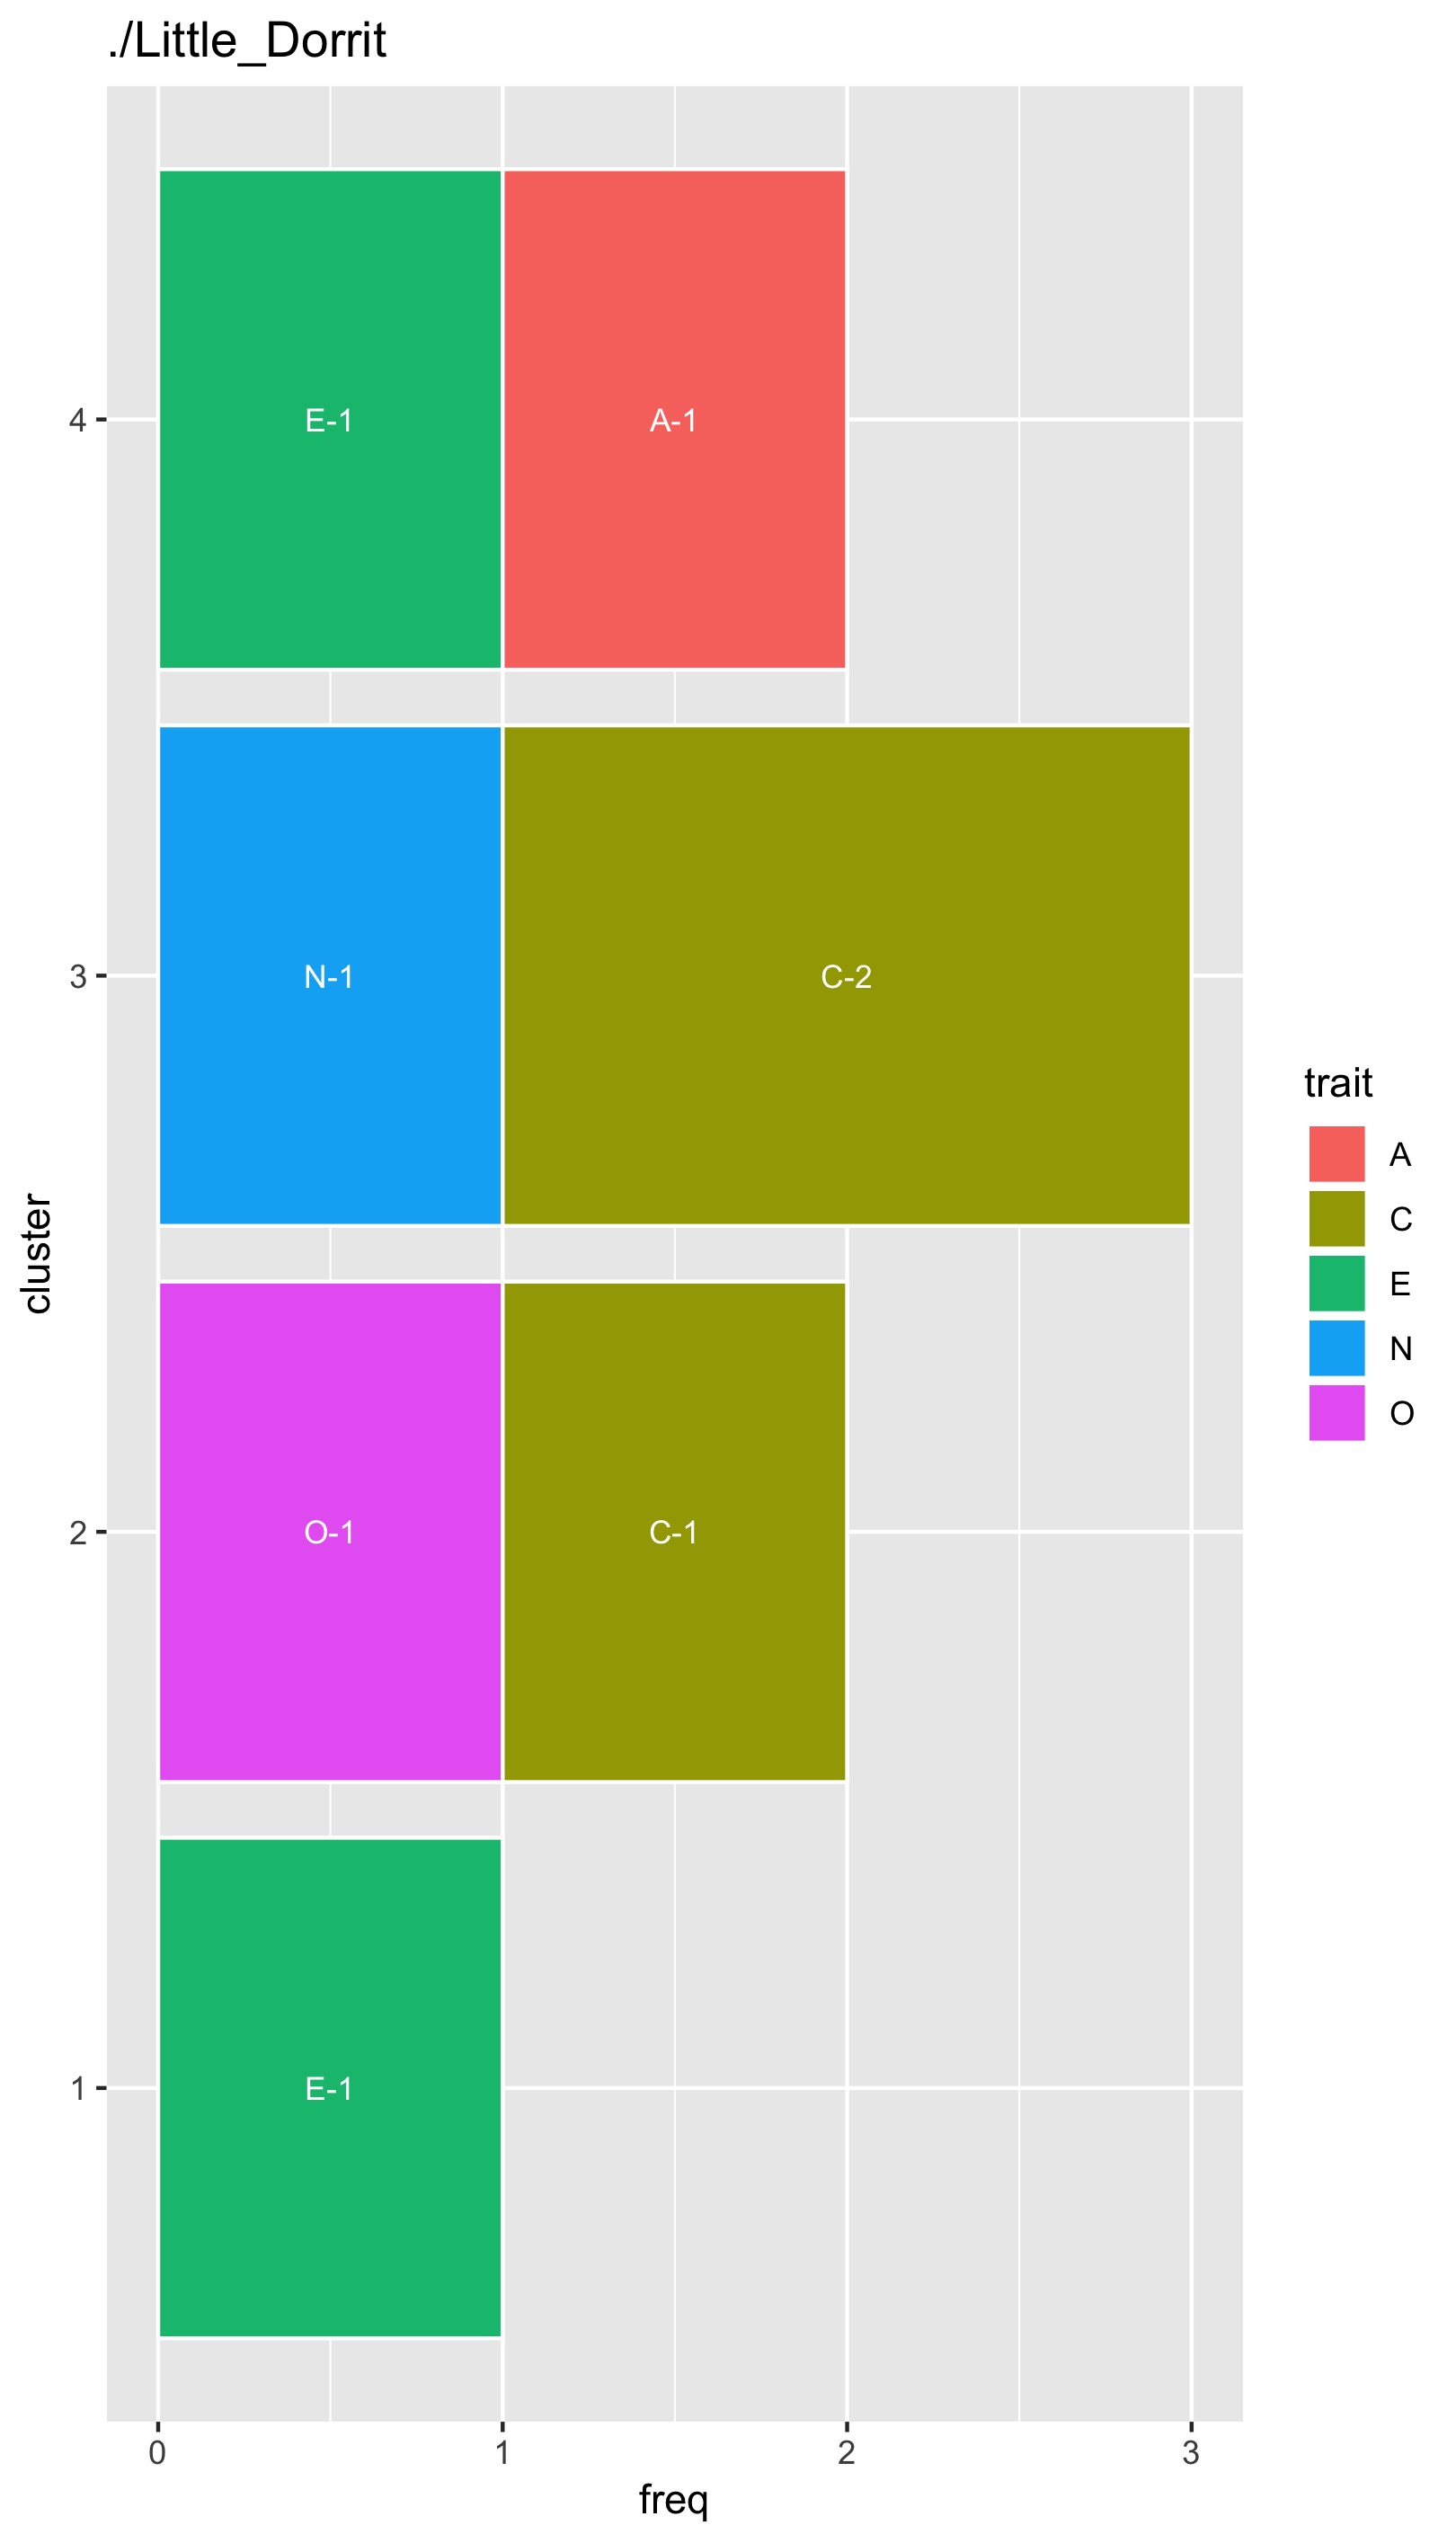 ./Little_Dorrit
4
E-1
A-1
3
N-1
C-2
2
O-1
C-1
1
E-1
0
1
2
3
freq
cluster
trait
A
C
E
N
O